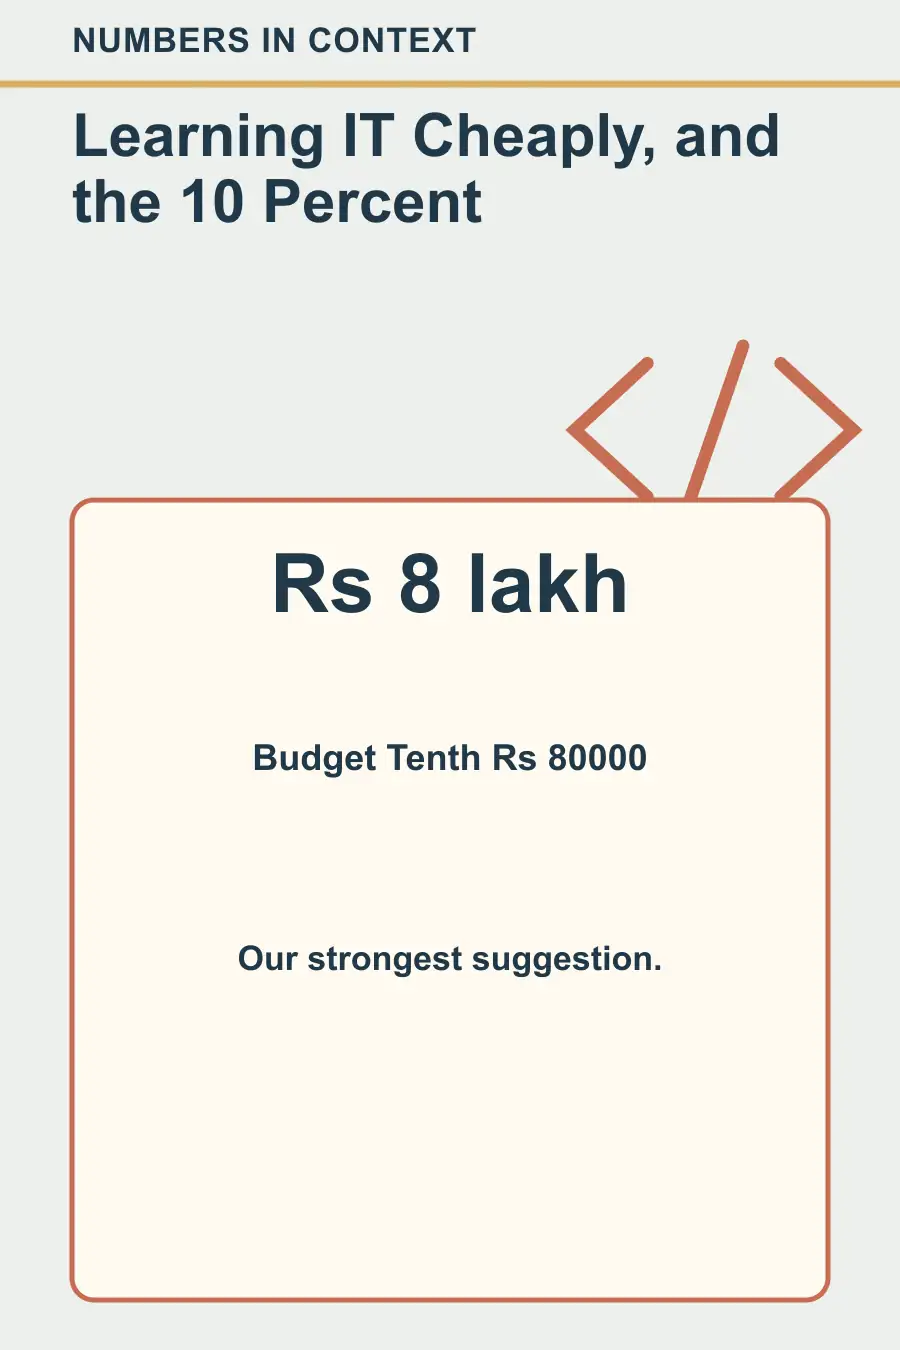 NUMBERS IN CONTEXT
Learning IT Cheaply, and
the 10 Percent
Rs 8 lakh
Budget Tenth Rs 80000
Our strongest suggestion.